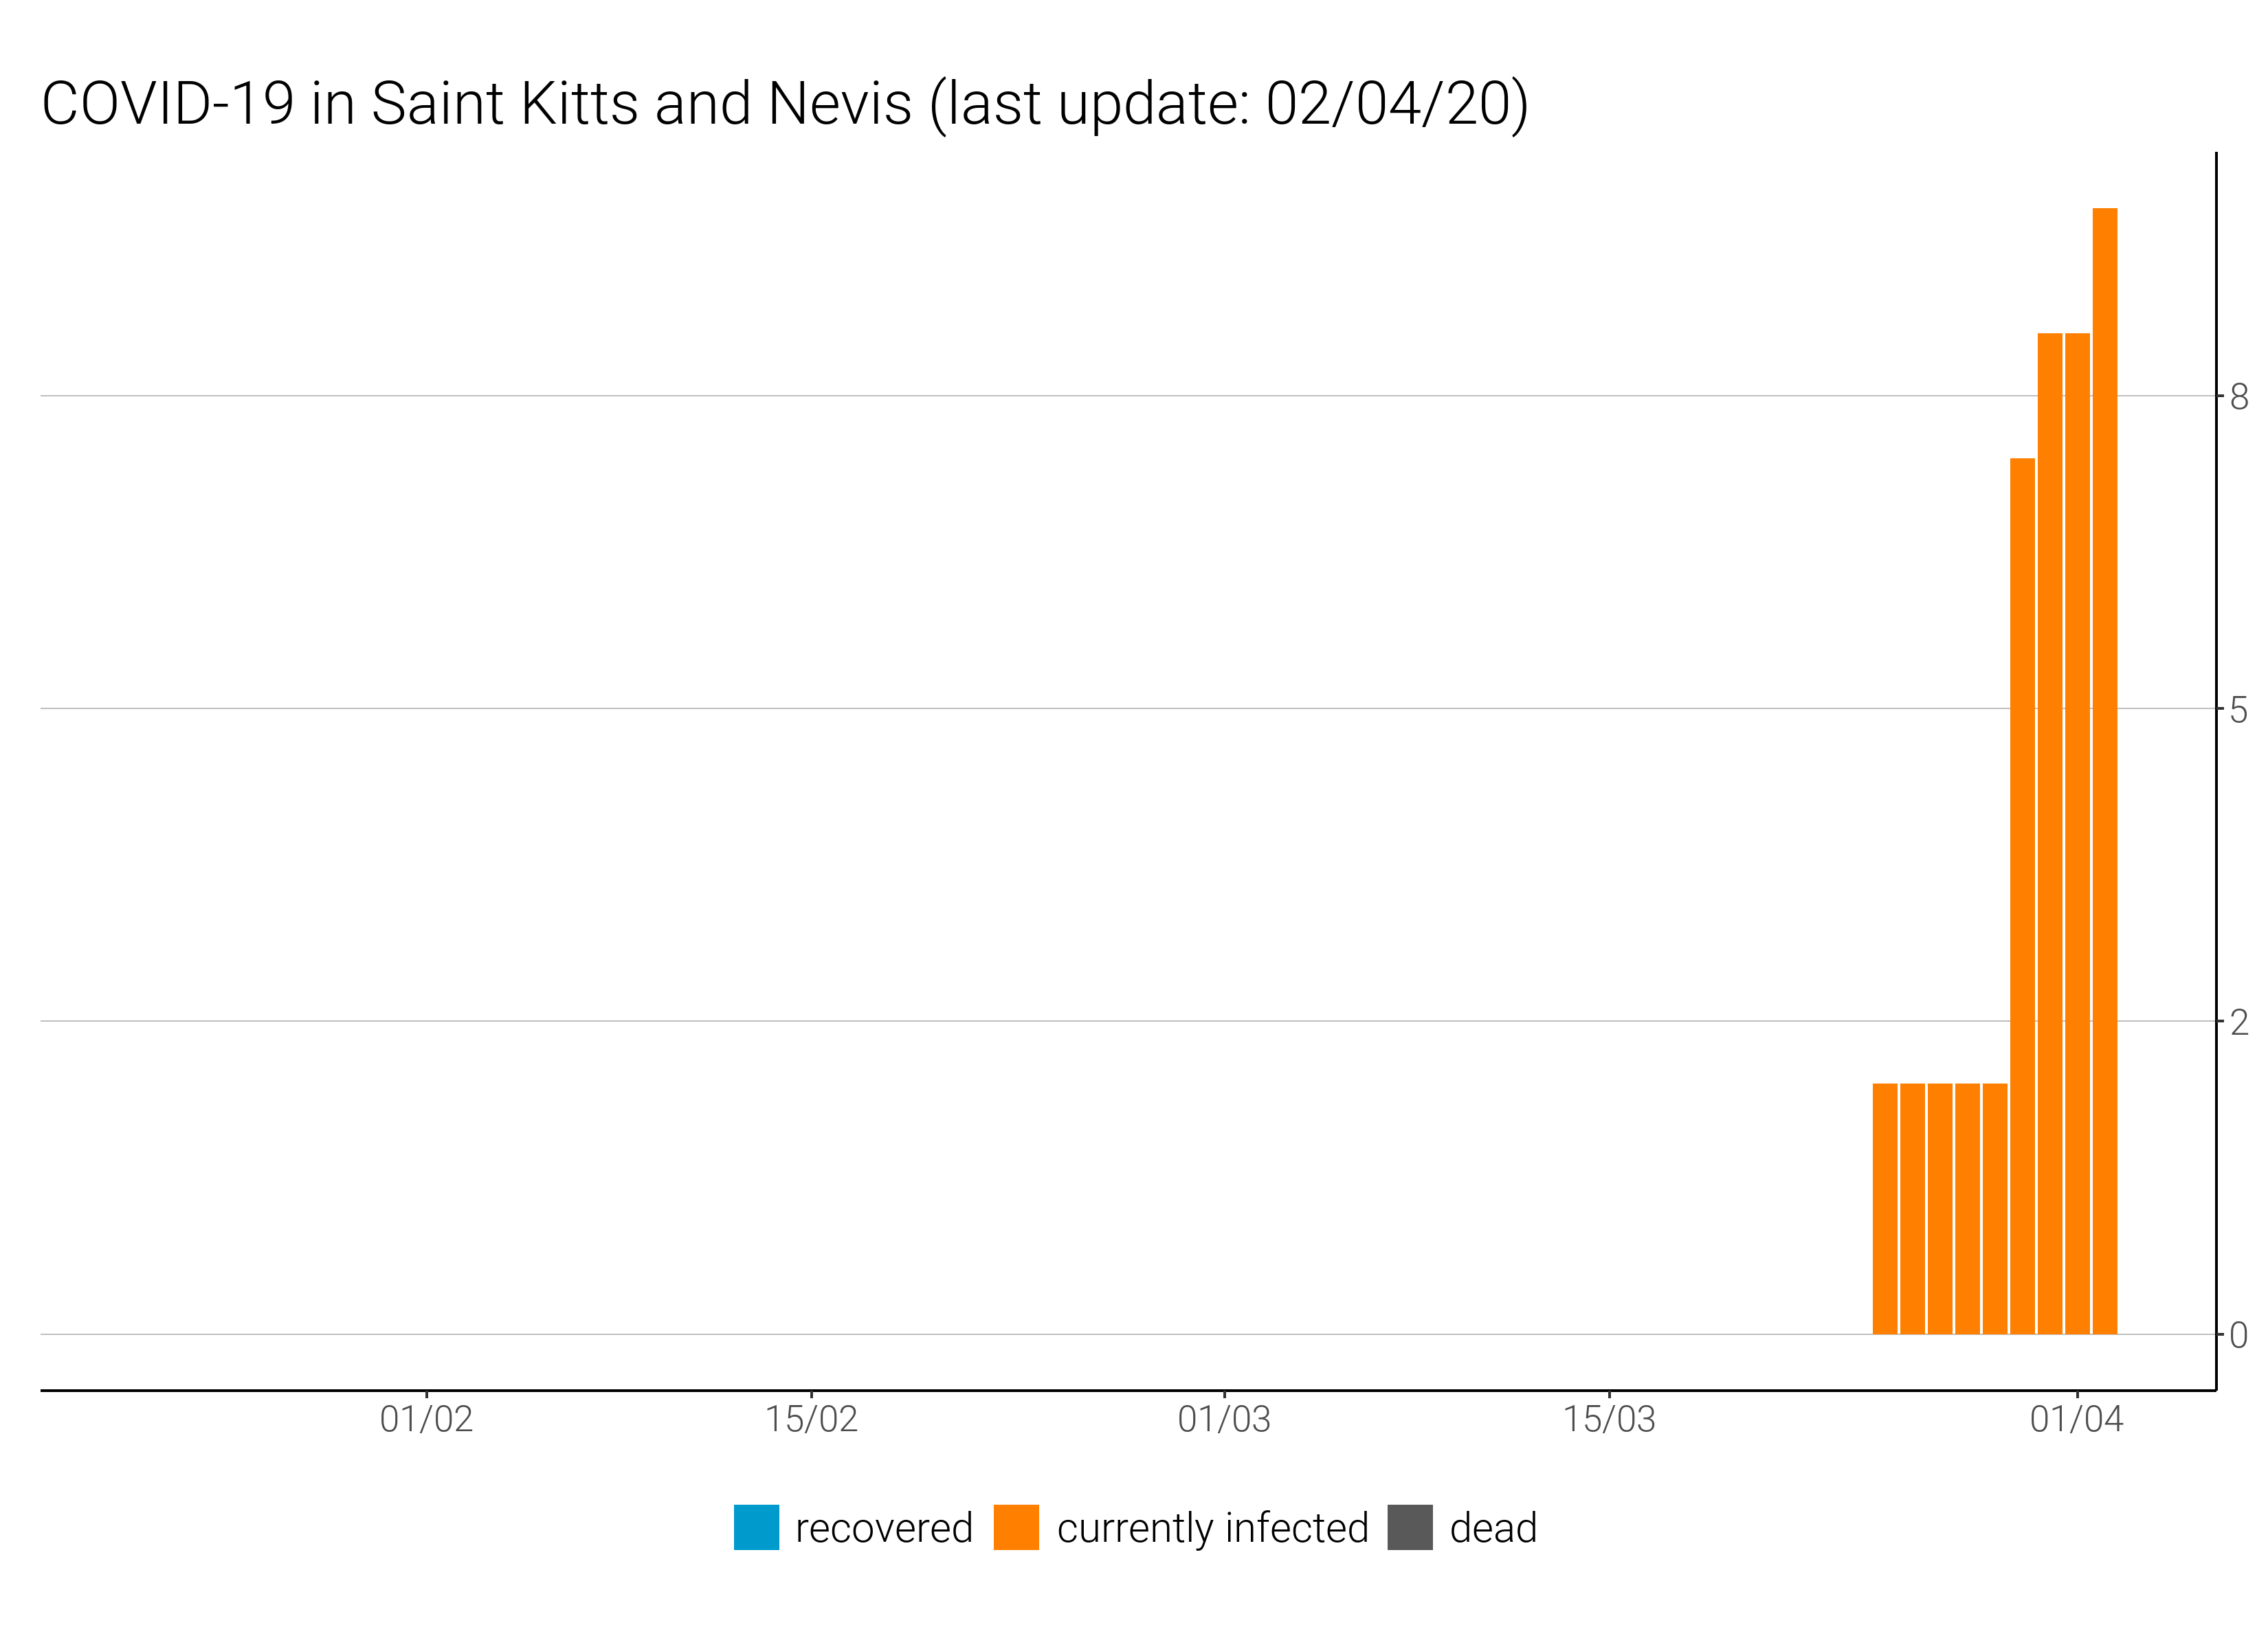 COVID-19 in Saint Kitts and Nevis (last update: 02/04/20)
8
5
2
0
01/02 15/02 01/03 15/03 01/04
recovered currently infected dead